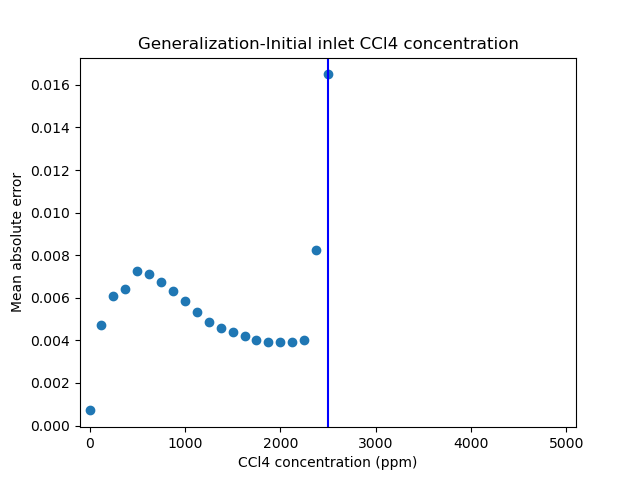 Generalization-Initial inlet CCl4 concentration
0.016
0.014
0.012
0.010
0.008
0.006
0.004
0.002
0.000
Mean absolute error
0 1000 2000 3000 4000 5000
CCl4 concentration (ppm)